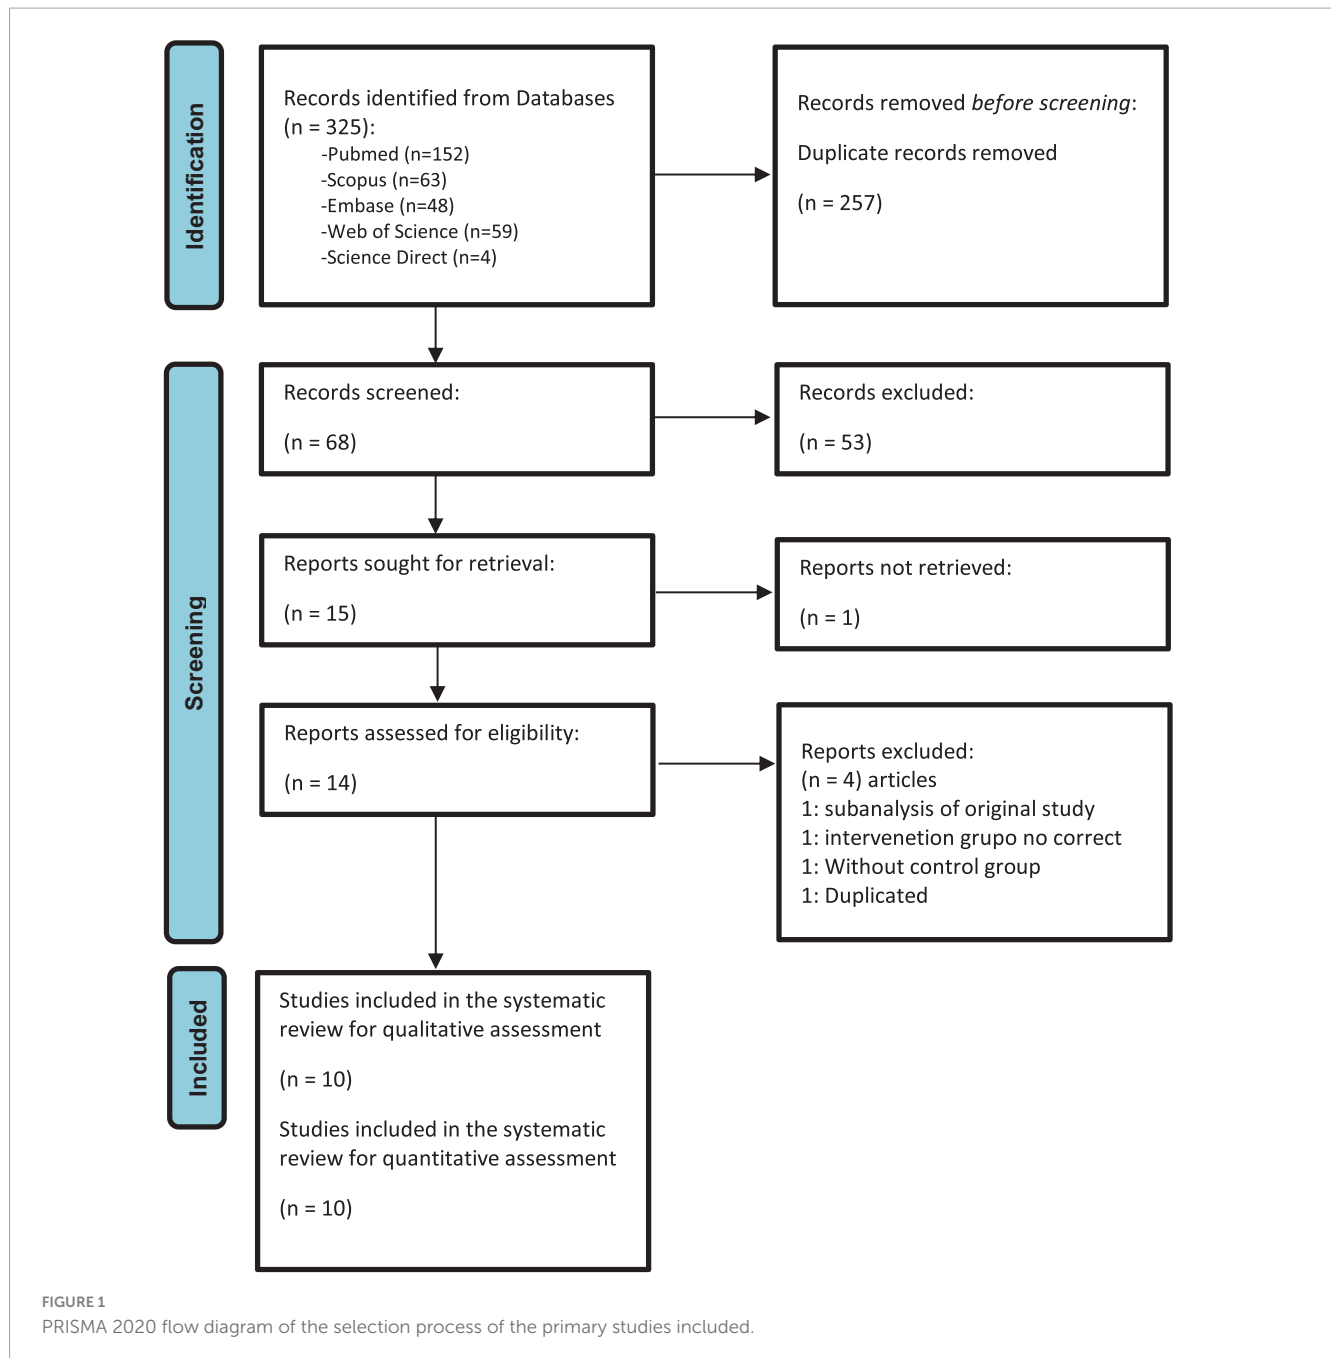 Identification
Records identified from Databases
(n = 325):
-Pubmed (n=152)
-Scopus (n=63)
-Embase (n=48)
-Web of Science (n=59)
-Science Direct (n=4)
Records removed before screening:
Duplicate records removed
(n = 257)
Screening
Records screened:
(n = 68)
Records excluded:
(n = 53)
Reports sought for retrieval:
(n = 15)
Reports not retrieved:
(n = 1)
Reports assessed for eligibility:
(n = 14)
Reports excluded:
(n = 4) articles
1: subanalysis of original study
1: intervenetion grupo no correct
1: Without control group
1: Duplicated
Included
Studies included in the systematic
review for qualitative assessment
(n = 10)
Studies included in the systematic
review for quantitative assessment
(n = 10)
FIGURE 1
PRISMA 2020 flow diagram of the selection process of the primary studies included.